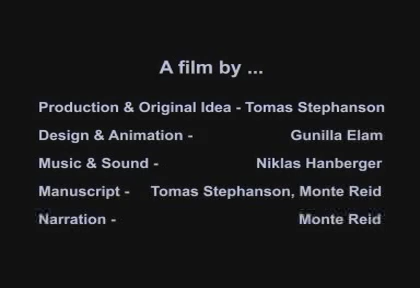 A film by ...
Production & Original Idea - Tomas Stephanson
Design & Animation - Gunilla Elam
Music & Sound - Niklas Hanberger
Manuscript - Tomas Stephanson, Monte Reid
Narration - Monte Reid